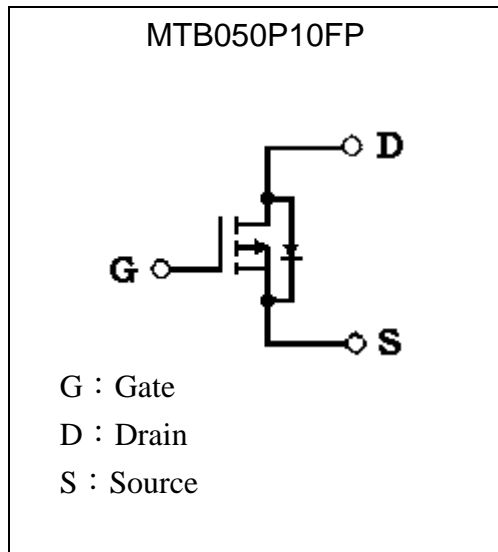 MTB050P10FP
D
G
S
G：Gate
D：Drain
S：Source